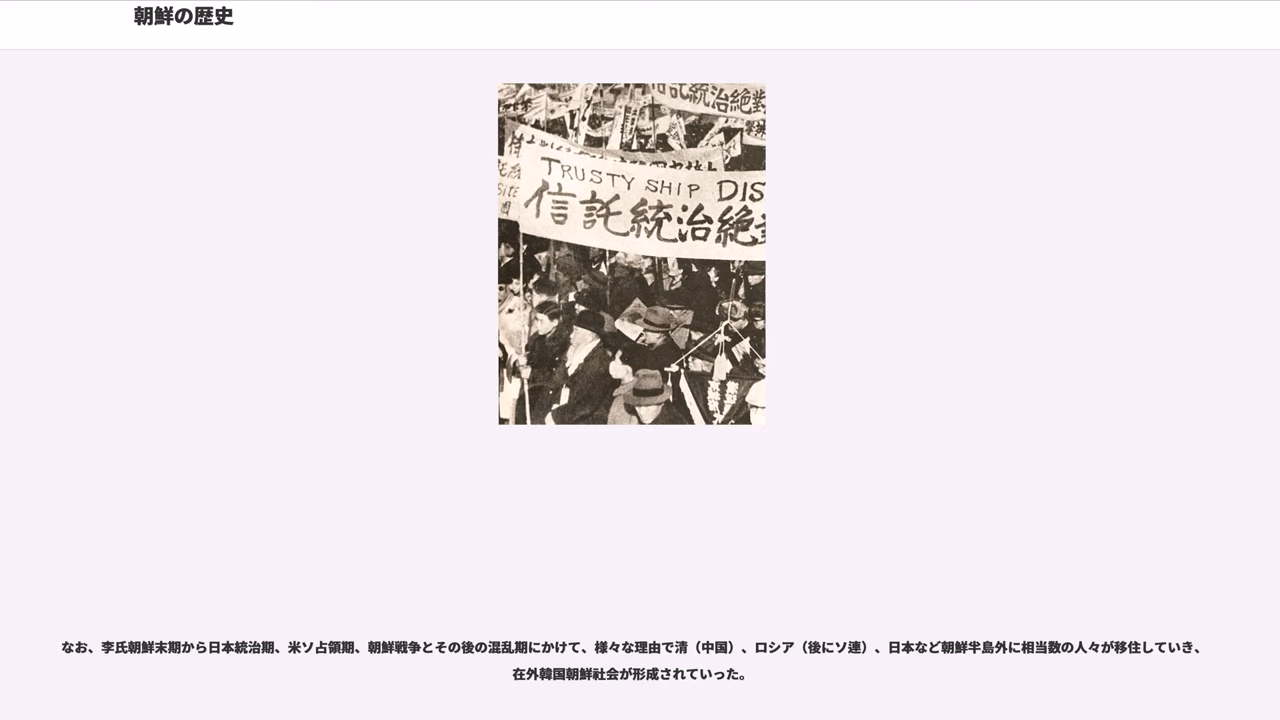 朝鮮の歴史
信託統治絶對
TRUSTY SHIP DIS
信託統治絶
なお、李氏朝鮮末期から日本統治期、米ソ占領期、朝鮮戦争とその後の混乱期にかけて、様々な理由で清（中国）、ロシア（後にソ連）、日本など朝鮮半島外に相当数の人々が移住していき、
在外韓国朝鮮社会が形成されていった。